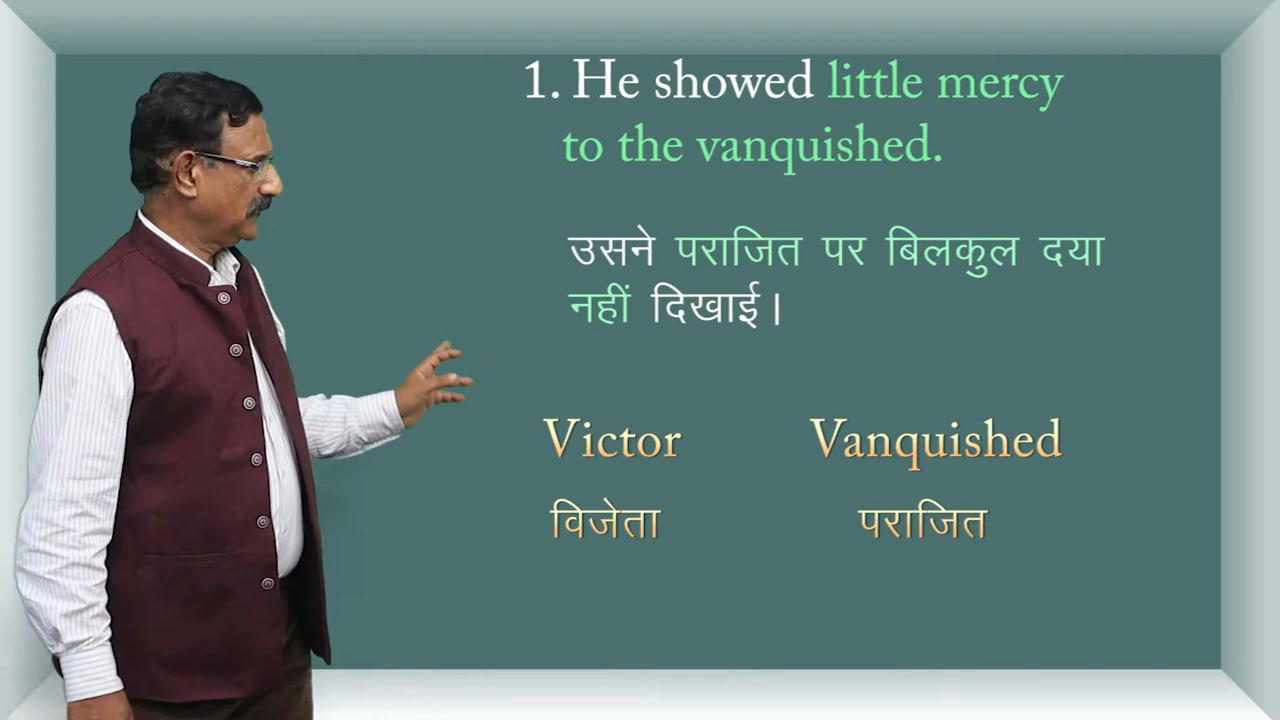 1. He showed little mercy
to the vanquished.
उसने पराजित पर बिलकुल दया
नहीं दिखाई।
Victor Vanquished
विजेता पराजित